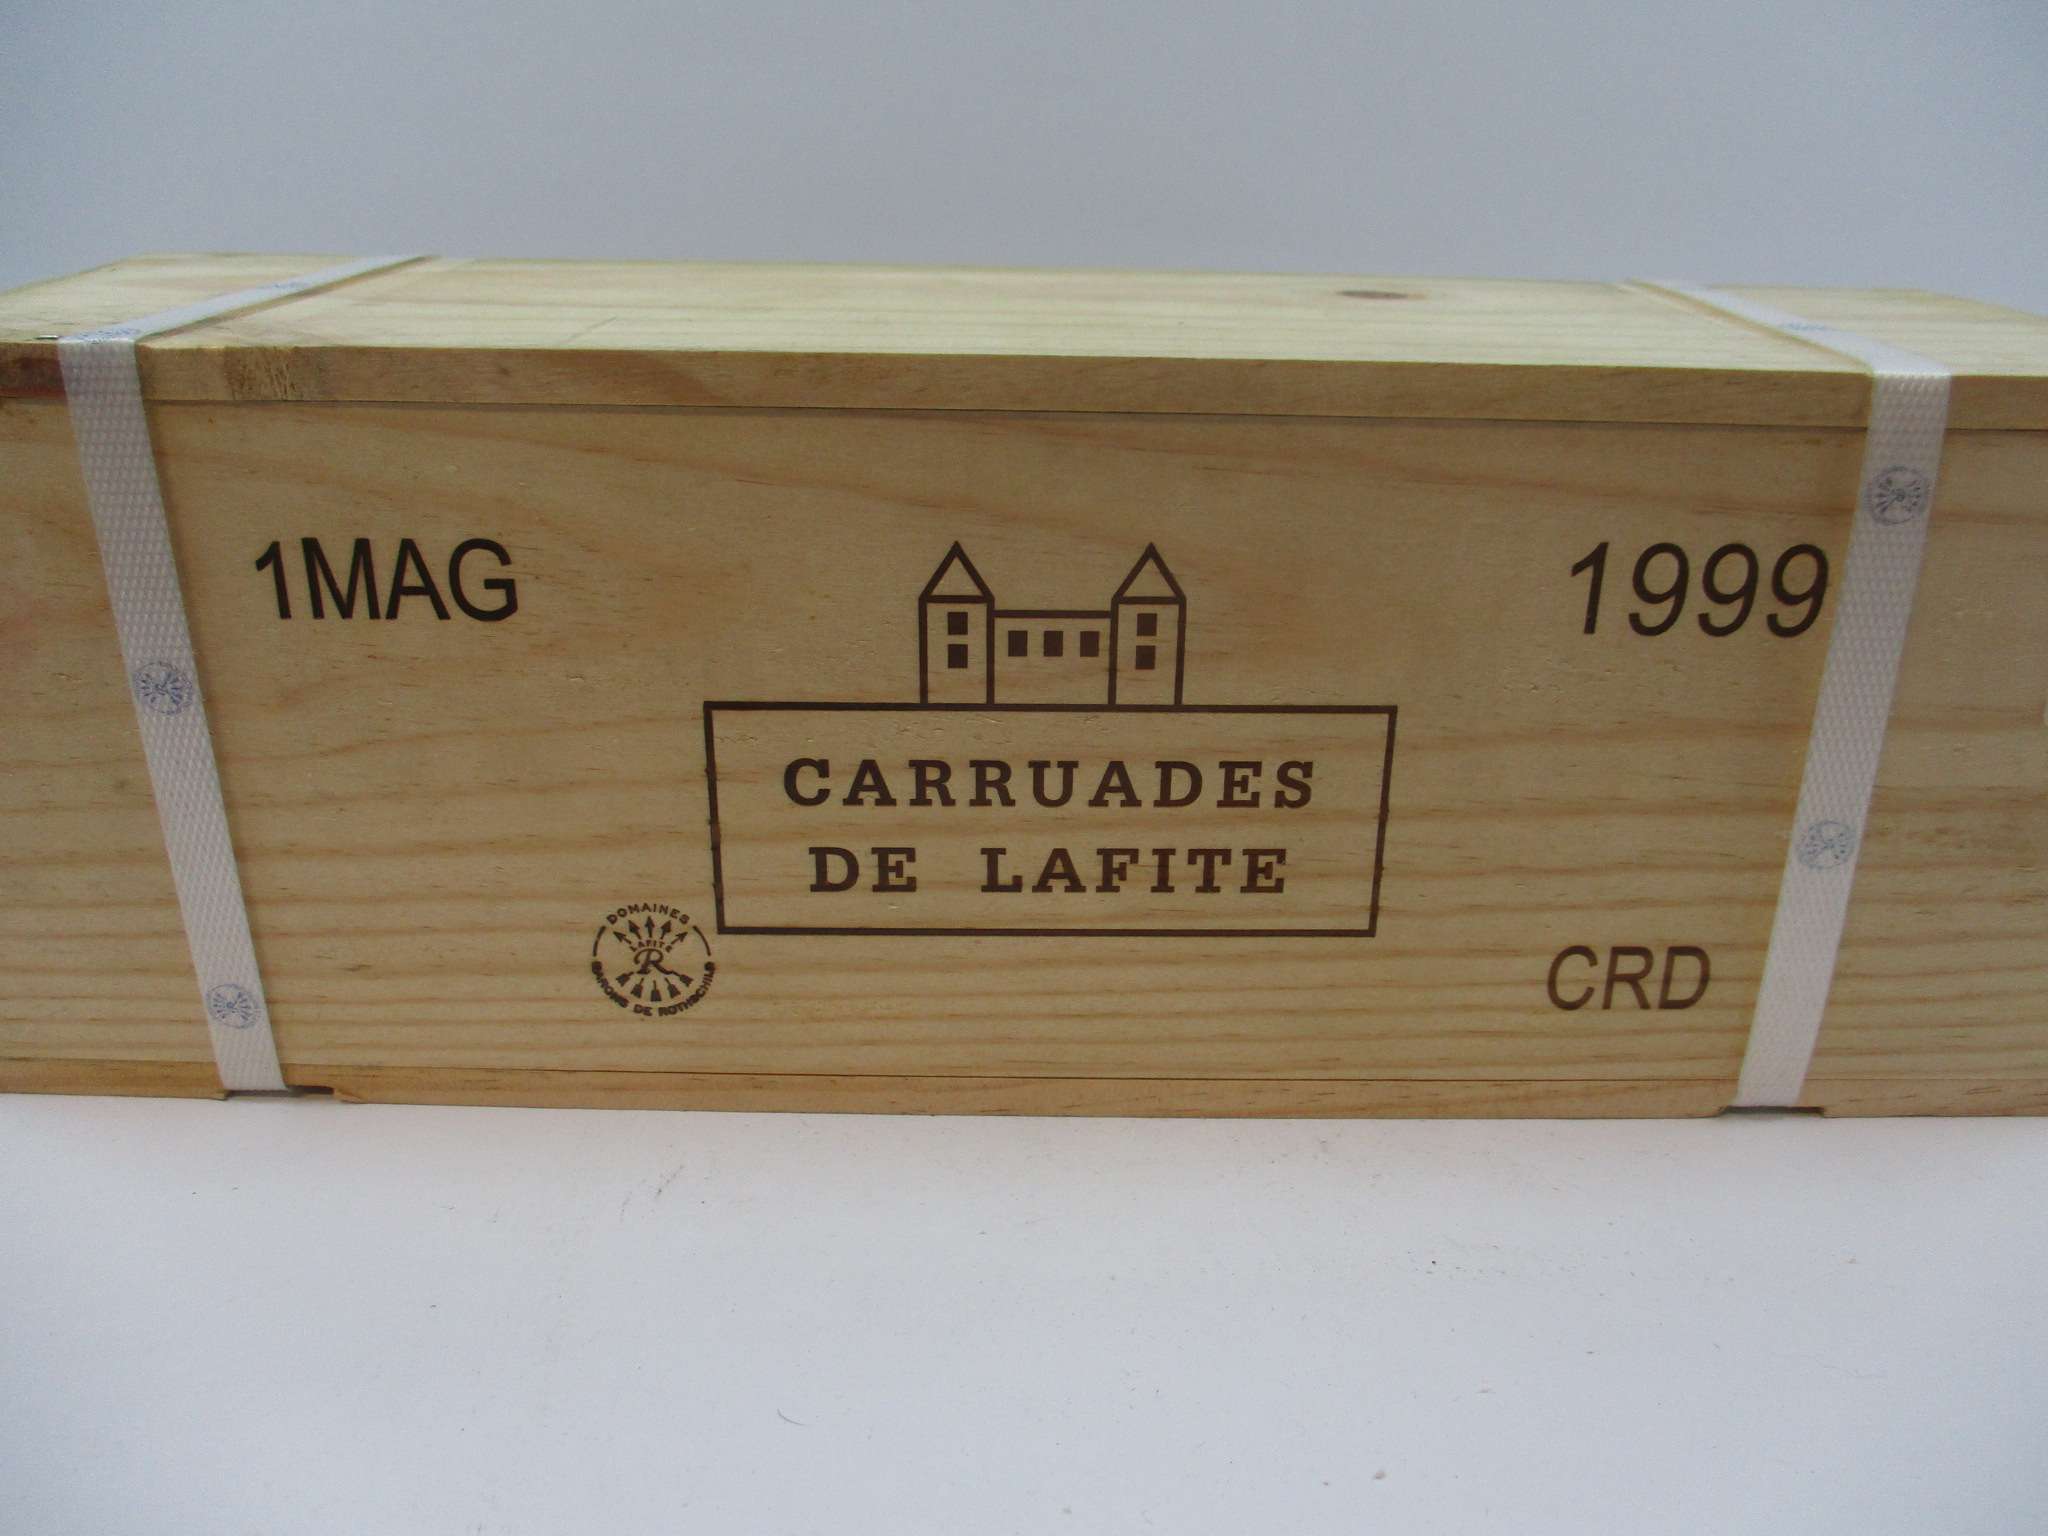 1MAG
1999
CARRUADES
DE LAFITE
DOMAINES
LAFITE
R
BARONS DE ROTHSCHILD
CRD